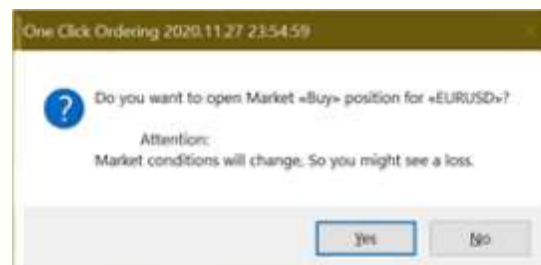 One Click Ordering 2020.11.27 23:54:59
Do you want to open Market «Buy» position for «EURUSD»?
Attention:
Market conditions will change. So you might see a loss.
Yes
No